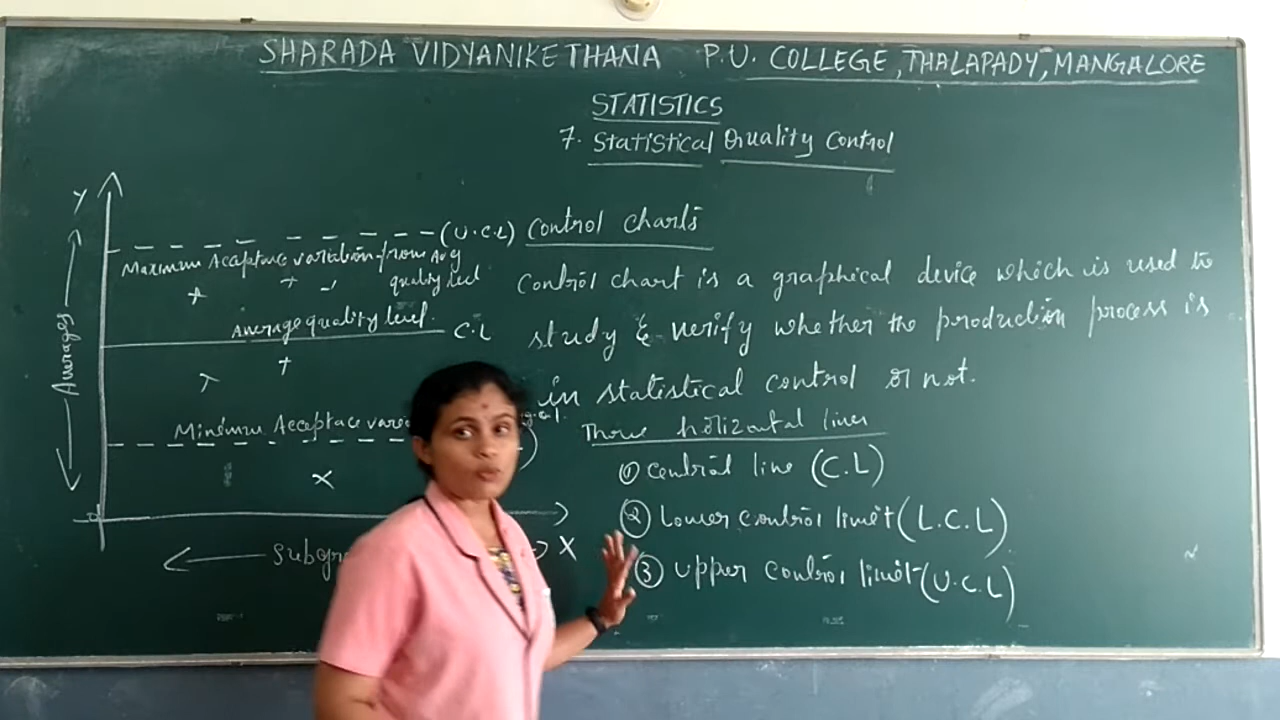 SHARADA VIDYANIKETHANA P.U. COLLEGE, THALAPADY, MANGALORE
STATISTICS
7. Statistical Quality Control
Y
(U.C.L)
Maximum Acaptace variation from Avg
quality level
Average quality level.
C.L
Averages
Minimum Acceptace
X
Control Charts
Control chart is a graphical device which is used to
study & verify whether the production process is
in statistical control or not.
Three horizontal lines
① Central line (C.L)
② Lower control limit (L.C.L)
③ Upper control limit (U.C.L)